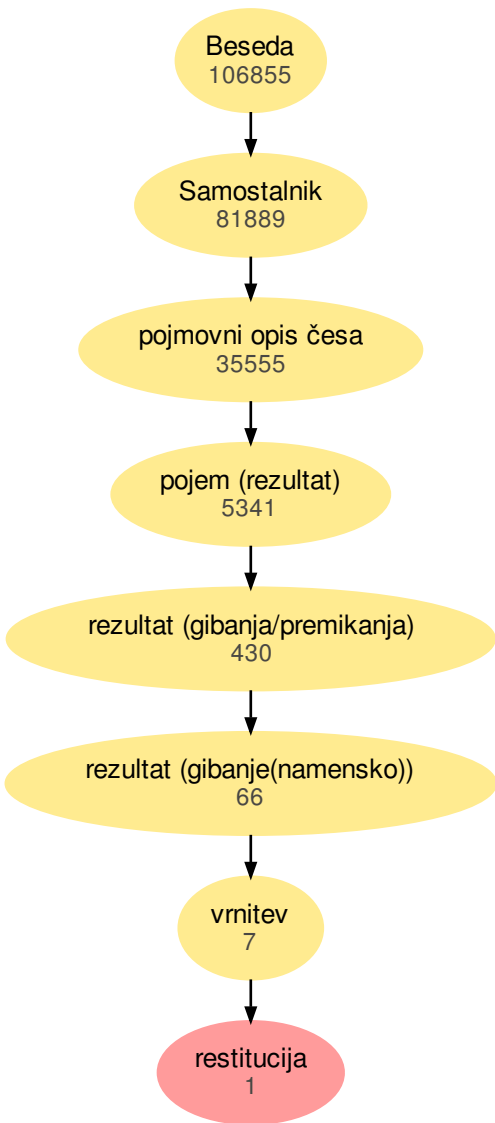 Beseda
106855
Samostalnik
81889
pojmovni opis česa
35555
pojem (rezultat)
5341
rezultat (gibanja/premikanja)
430
rezultat (gibanje(namensko))
66
vrnitev
7
restitucija
1